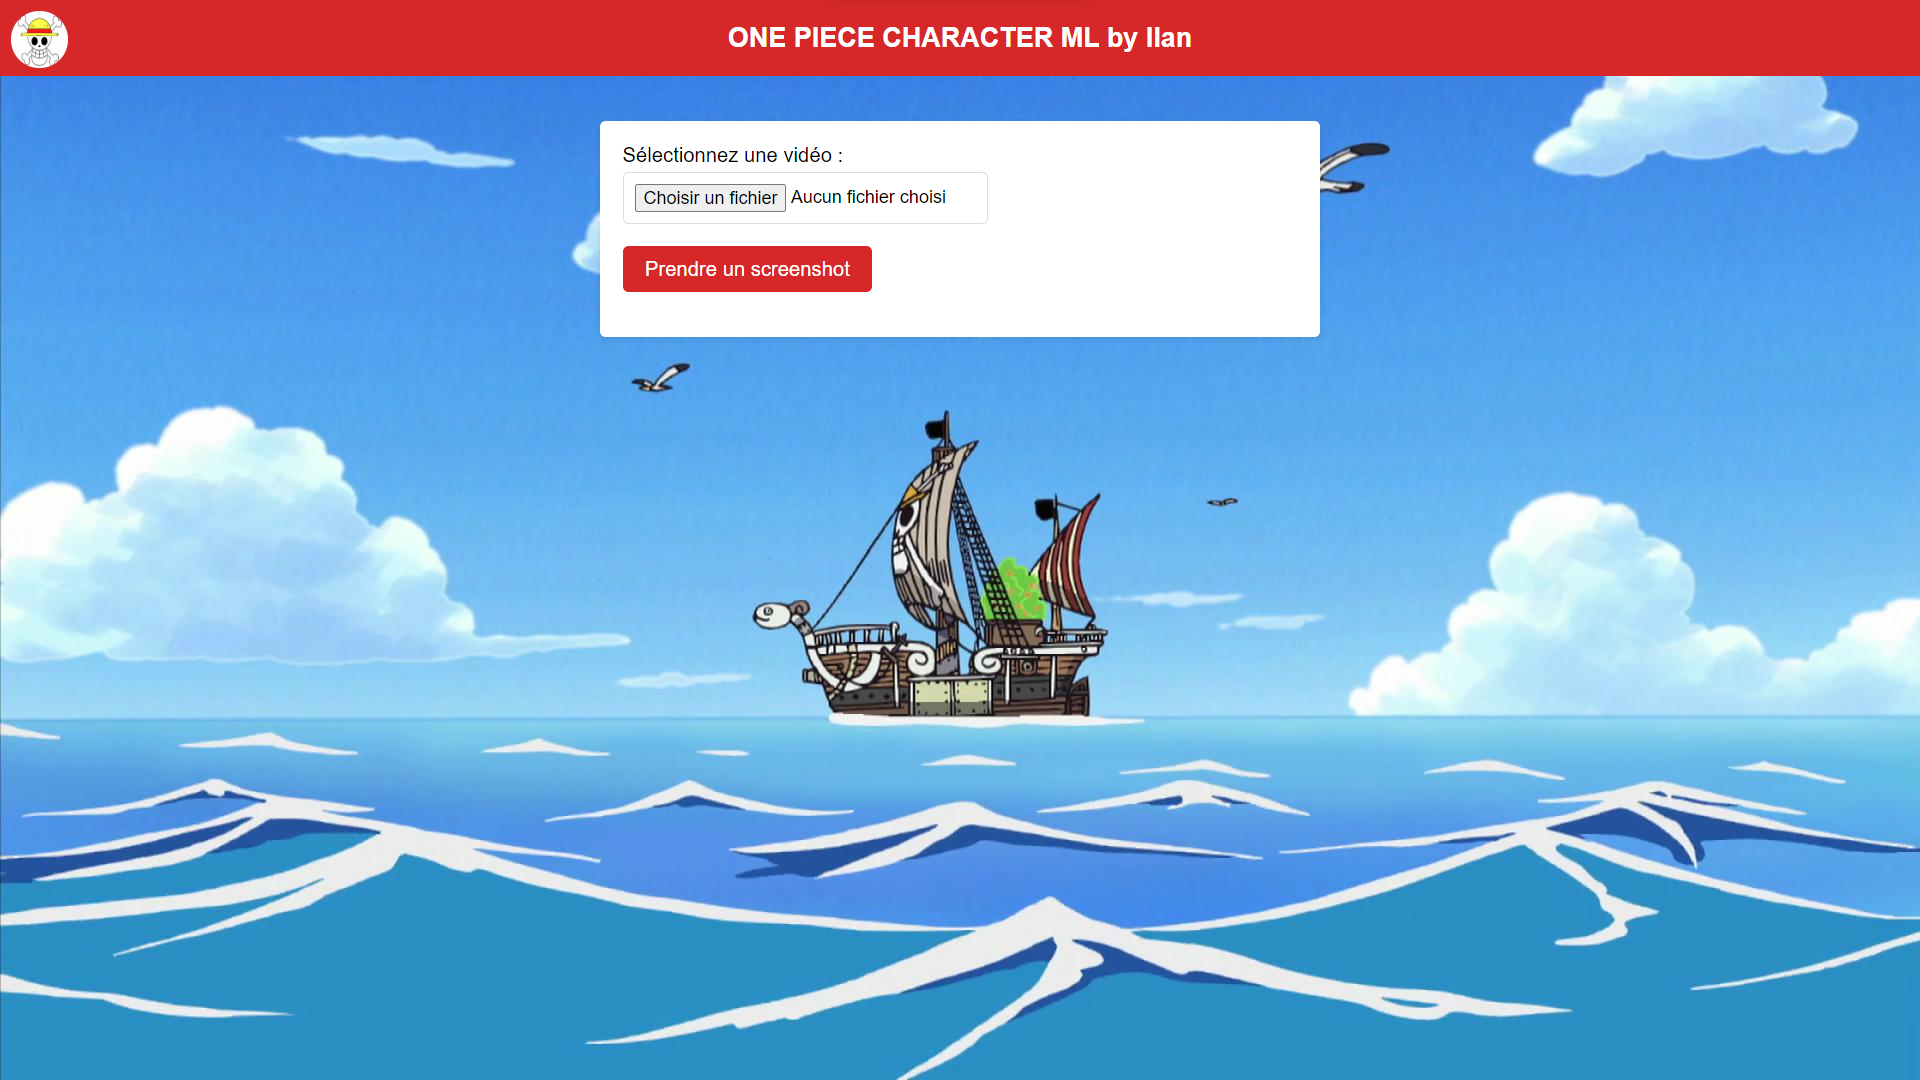 ONE PIECE CHARACTER ML by Ilan
Sélectionnez une vidéo :
Choisir un fichier Aucun fichier choisi
Prendre un screenshot